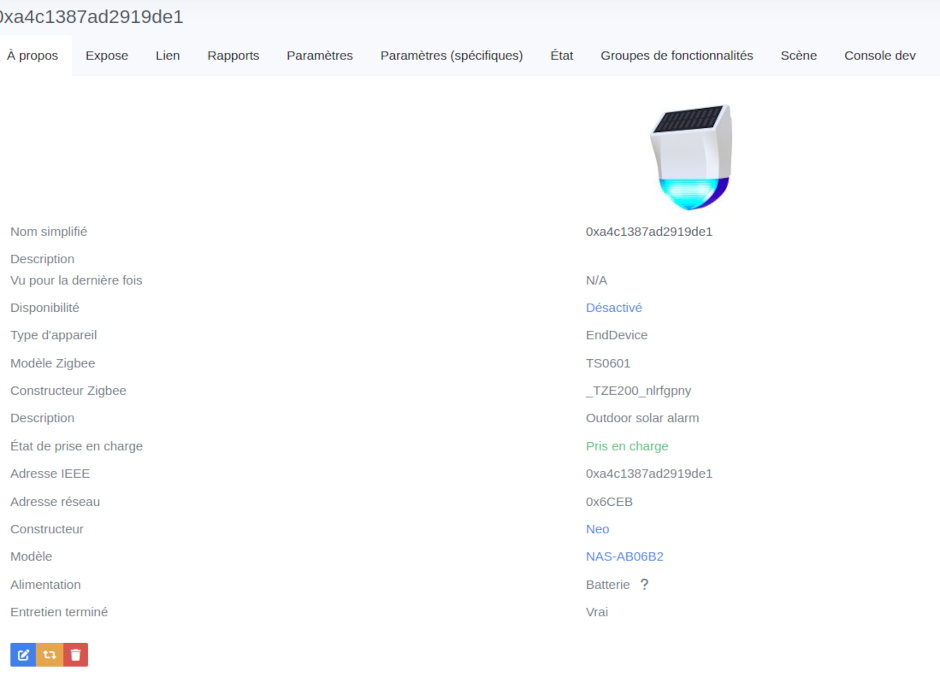 0xa4c1387ad2919de1
À propos Expose Lien Rapports Paramètres Paramètres (spécifiques) État Groupes de fonctionnalités Scène Console dev
Nom simplifié 0xa4c1387ad2919de1
Description
Vu pour la dernière fois N/A
Disponibilité Désactivé
Type d'appareil EndDevice
Modèle Zigbee TS0601
Constructeur Zigbee _TZE200_nlrfgpny
Description Outdoor solar alarm
État de prise en charge Pris en charge
Adresse IEEE 0xa4c1387ad2919de1
Adresse réseau 0x6CEB
Constructeur Neo
Modèle NAS-AB06B2
Alimentation Batterie ?
Entretien terminé Vrai